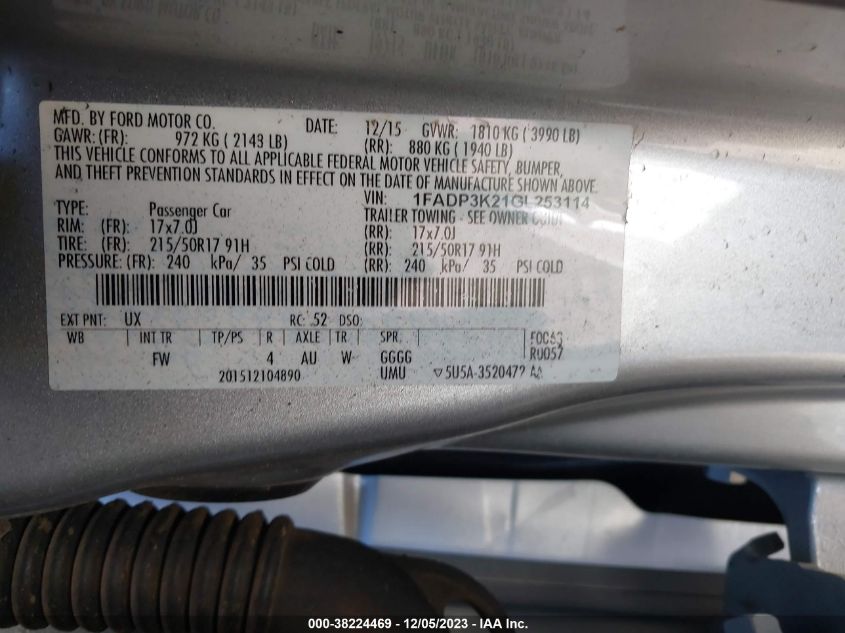 MFD. BY FORD MOTOR CO.
DATE: 12/15 GVWR: 1810 KG ( 3990 LB)
GAWR: (FR): 972 KG ( 2143 LB) (RR): 880 KG ( 1940 LB)
THIS VEHICLE CONFORMS TO ALL APPLICABLE FEDERAL MOTOR VEHICLE SAFETY, BUMPER,
AND THEFT PREVENTION STANDARDS IN EFFECT ON THE DATE OF MANUFACTURE SHOWN ABOVE.
VIN: 1FADP3K21GL253114
TYPE: Passenger Car TRAILER TOWING - SEE OWNER GUIDE
RIM: (FR): 17x7.0J (RR): 17x7.0J
TIRE: (FR): 215/50R17 91H (RR): 215/50R17 91H
PRESSURE: (FR): 240 kPa/ 35 PSI COLD (RR): 240 kPa/ 35 PSI COLD
EXT PNT: UX RC: 52 DSO:
WB INT TR TP/PS R AXLE TR SPR
FW 4 AU W GGGG
201512104890 UMU 5U5A-3520472
RU057
000-38224469 - 12/05/2023 - IAA Inc.